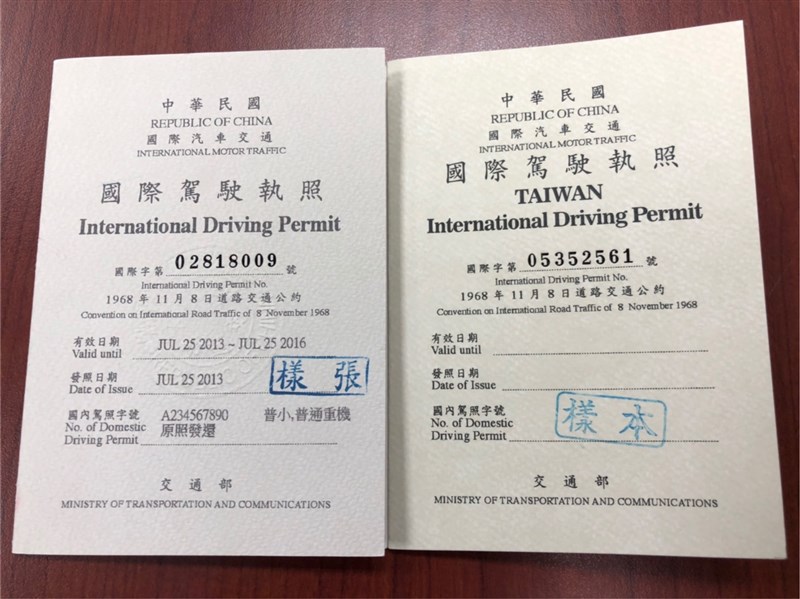 中華民國
REPUBLIC OF CHINA
國際汽車交通
INTERNATIONAL MOTOR TRAFFIC
國際駕駛執照
International Driving Permit
國際字第 02818009 號
International Driving Permit No.
1968 年 11 月 8 日道路交通公約
Convention on International Road Traffic of 8 November 1968
有效日期
Valid until JUL 25 2013 ~ JUL 25 2016
發照日期
Date of Issue JUL 25 2013
樣張
國內駕照字號 A234567890 普小,普通重機
No. of Domestic 原照發還
Driving Permit
交通部
MINISTRY OF TRANSPORTATION AND COMMUNICATIONS
中華民國
REPUBLIC OF CHINA
國際汽車交通
INTERNATIONAL MOTOR TRAFFIC
國際駕駛執照
TAIWAN
International Driving Permit
國際字第 05352561 號
International Driving Permit No.
1968 年 11 月 8 日道路交通公約
Convention on International Road Traffic of 8 November 1968
有效日期
Valid until
發照日期
Date of Issue
國內駕照字號
No. of Domestic
Driving Permit
樣本
交通部
MINISTRY OF TRANSPORTATION AND COMMUNICATIONS